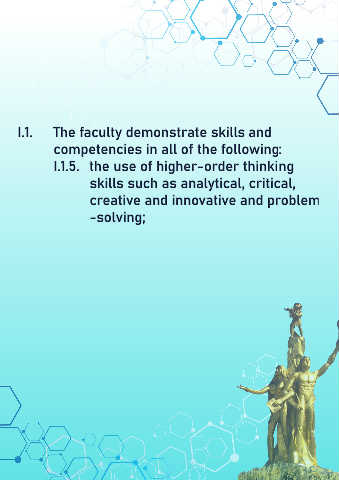 I.1. The faculty demonstrate skills and
competencies in all of the following:
I.1.5. the use of higher-order thinking
skills such as analytical, critical,
creative and innovative and problem
-solving;